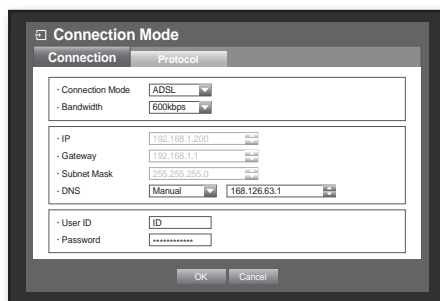 Connection Mode
Connection Protocol
· Connection Mode ADSL
· Bandwidth 600kbps
· IP 192.168.1.200
· Gateway 192.168.1.1
· Subnet Mask 255.255.255.0
· DNS Manual 168.126.63.1
· User ID ID
· Password ************
OK Cancel